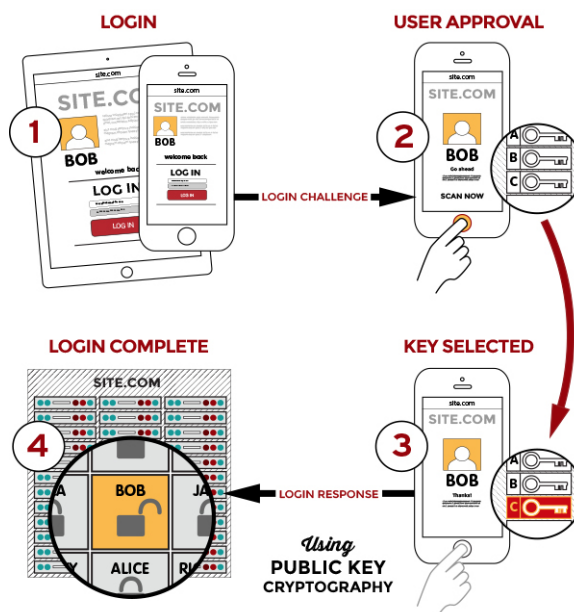 LOGIN
site.com
SITE.CO
BOB
welcome back
LOG IN
LOG IN
site.com
SITE.COM
BOB
welcome back
LOG IN
LOG IN
1
LOGIN CHALLENGE
USER APPROVAL
site.com
SITE.COM
2
BOB
Go ahead
SCAN NOW
A
B
C
KEY SELECTED
site.com
SITE.COM
3
BOB
Thanks!
A
B
C
LOGIN RESPONSE
LOGIN COMPLETE
SITE.COM
4
A
BOB
JA
Y
ALICE
RI
Using
PUBLIC KEY
CRYPTOGRAPHY